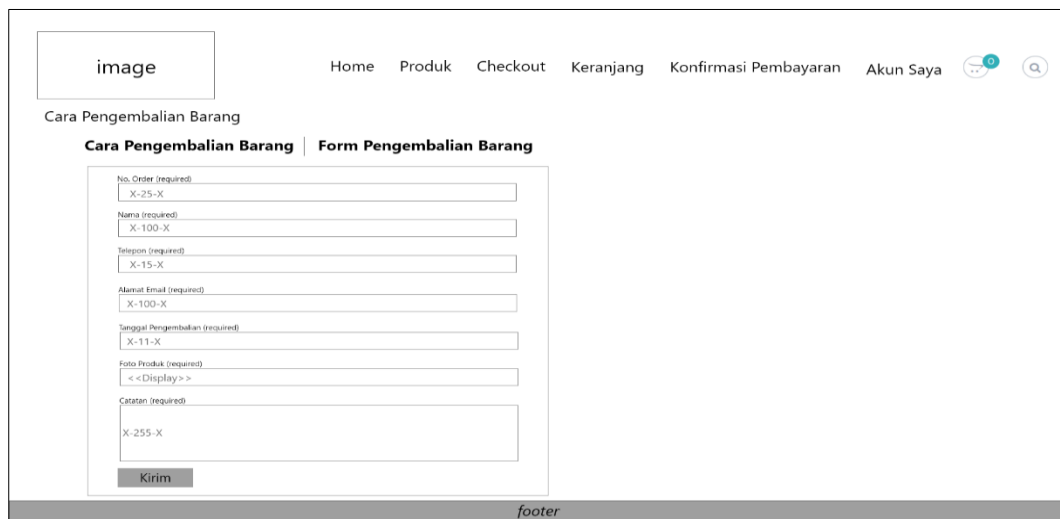 image
Home Produk Checkout Keranjang Konfirmasi Pembayaran Akun Saya 0
Cara Pengembalian Barang
Cara Pengembalian Barang Form Pengembalian Barang
No. Order (required)
X-25-X
Nama (required)
X-100-X
Telepon (required)
X-15-X
Alamat Email (required)
X-100-X
Tanggal Pengembalian (required)
X-11-X
Foto Produk (required)
<<Display>>
Catatan (required)
X-255-X
Kirim
footer